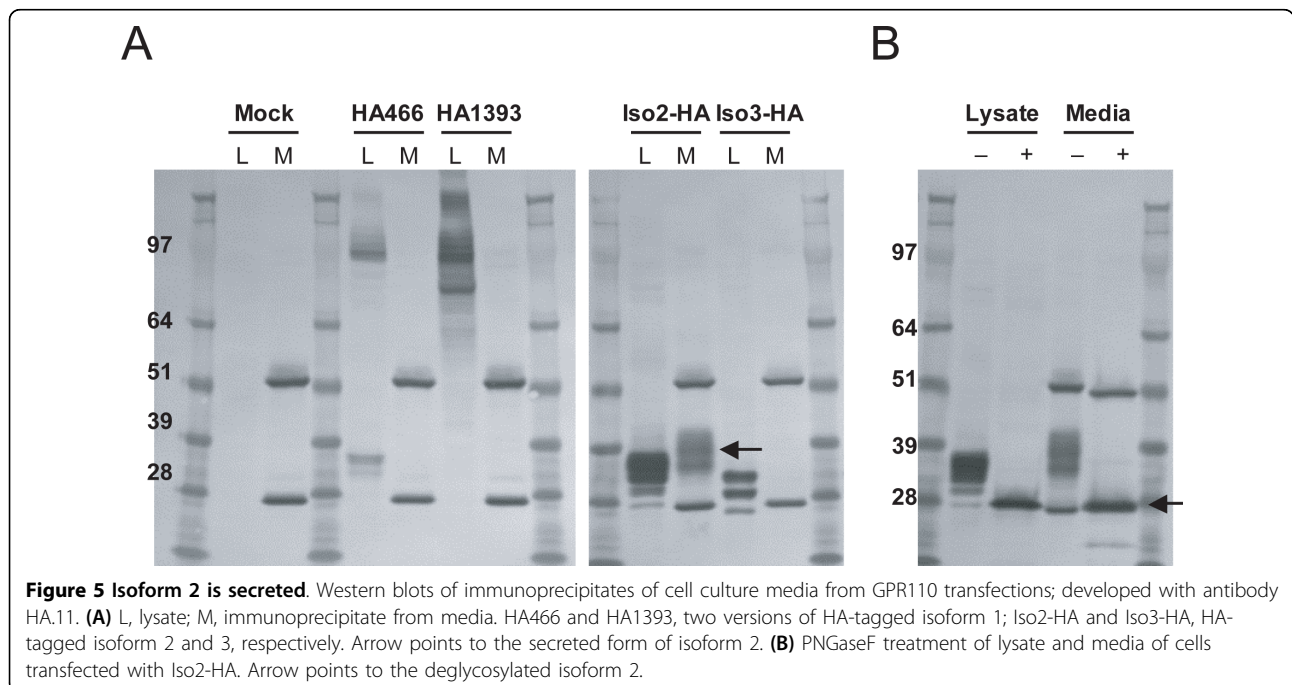 A
B
Mock HA466 HA1393 Iso2-HA Iso3-HA Lysate Media
L M L M L M L M L M – + – +
97
64
51
39
28
97
64
51
39
28
Figure 5 Isoform 2 is secreted. Western blots of immunoprecipitates of cell culture media from GPR110 transfections; developed with antibody
HA.11. (A) L, lysate; M, immunoprecipitate from media. HA466 and HA1393, two versions of HA-tagged isoform 1; Iso2-HA and Iso3-HA, HA-
tagged isoform 2 and 3, respectively. Arrow points to the secreted form of isoform 2. (B) PNGaseF treatment of lysate and media of cells
transfected with Iso2-HA. Arrow points to the deglycosylated isoform 2.